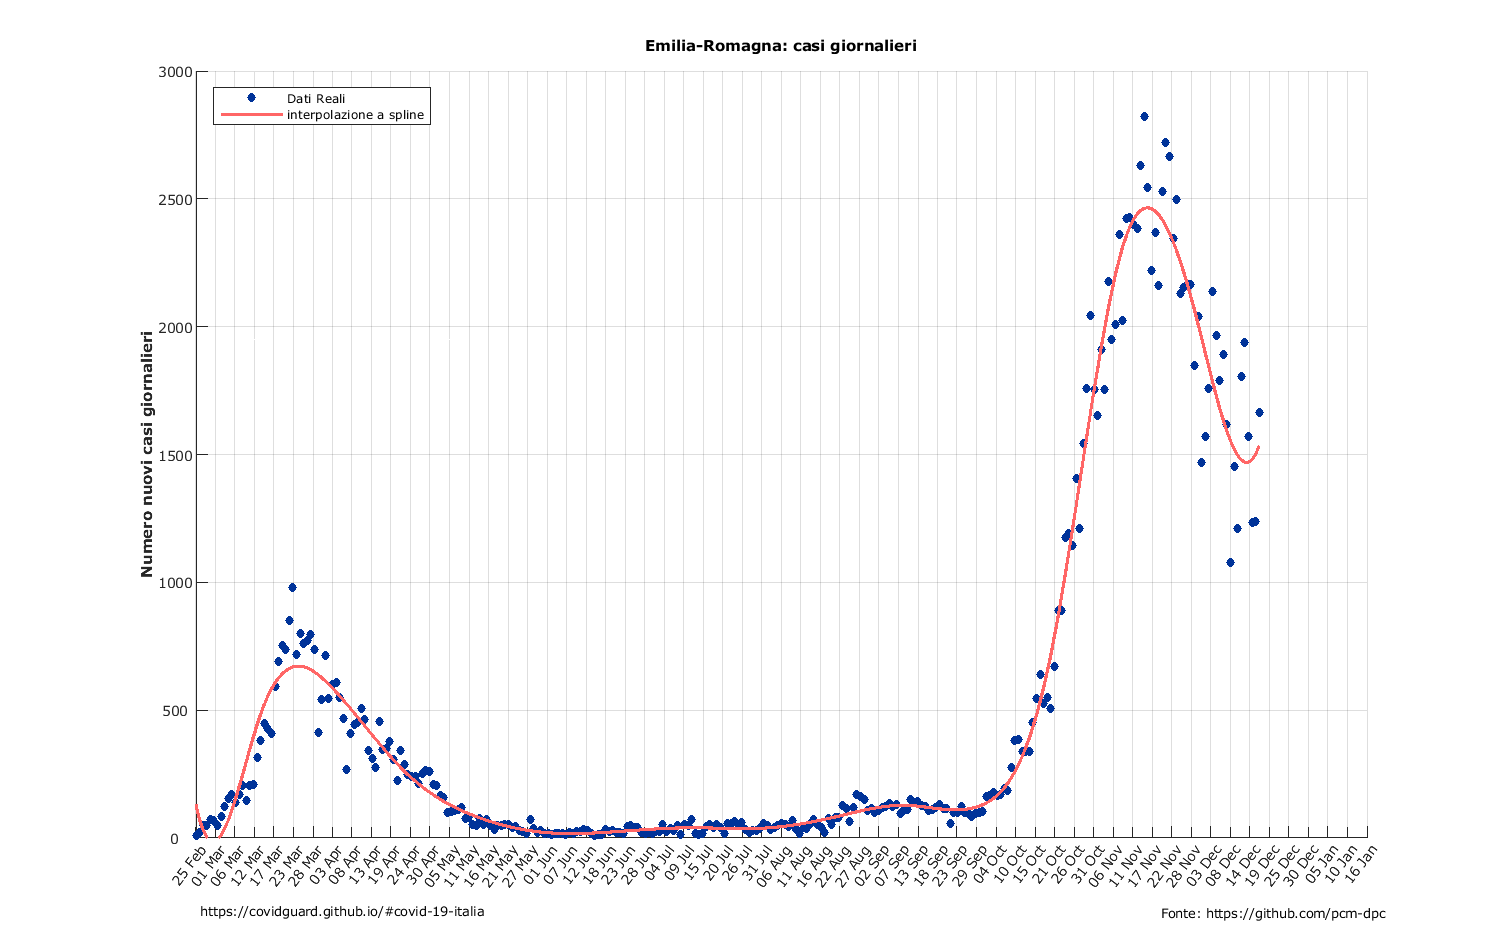 Emilia-Romagna: casi giornalieri
Dati Reali
interpolazione a spline
Numero nuovi casi giornalieri
3000
2500
2000
1500
1000
500
0
25 Feb
01 Mar
06 Mar
12 Mar
17 Mar
23 Mar
28 Mar
03 Apr
08 Apr
13 Apr
19 Apr
24 Apr
30 Apr
05 May
11 May
16 May
21 May
27 May
01 Jun
07 Jun
12 Jun
18 Jun
23 Jun
28 Jun
04 Jul
09 Jul
15 Jul
20 Jul
26 Jul
31 Jul
06 Aug
11 Aug
16 Aug
22 Aug
27 Aug
02 Sep
07 Sep
13 Sep
18 Sep
23 Sep
29 Oct
04 Oct
10 Oct
15 Oct
21 Oct
26 Oct
31 Nov
06 Nov
11 Nov
17 Nov
22 Nov
28 Nov
03 Dec
08 Dec
14 Dec
19 Dec
25 Dec
30 Jan
05 Jan
10 Jan
16 Jan
https://covidguard.github.io/#covid-19-italia
Fonte: https://github.com/pcm-dpc